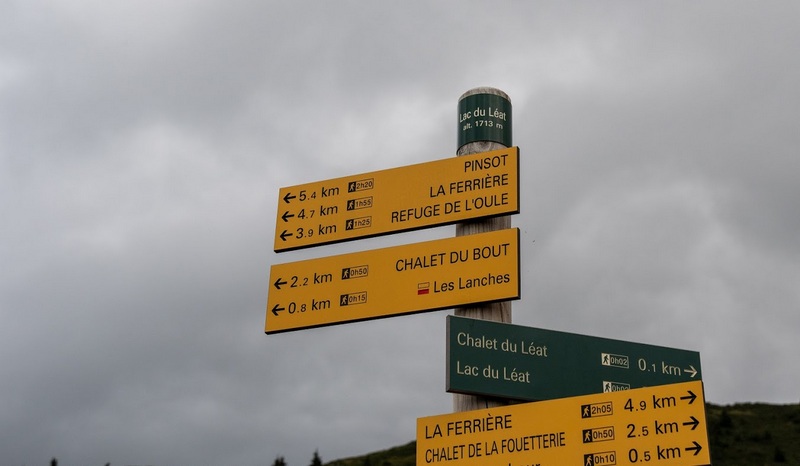 Lac du Léat
alt. 1713 m
← 5.4 km 2h20 PINSOT
← 4.7 km 1h55 LA FERRIÈRE
← 3.9 km 1h25 REFUGE DE L'OULE
← 2.2 km 0h50 CHALET DU BOUT
← 0.8 km 0h15 Les Lanches
Chalet du Léat 0h02 0.1 km →
Lac du Léat
LA FERRIÈRE 2h05 4.9 km →
CHALET DE LA FOUETTERIE 0h50 2.5 km →
0h10 0.5 km →